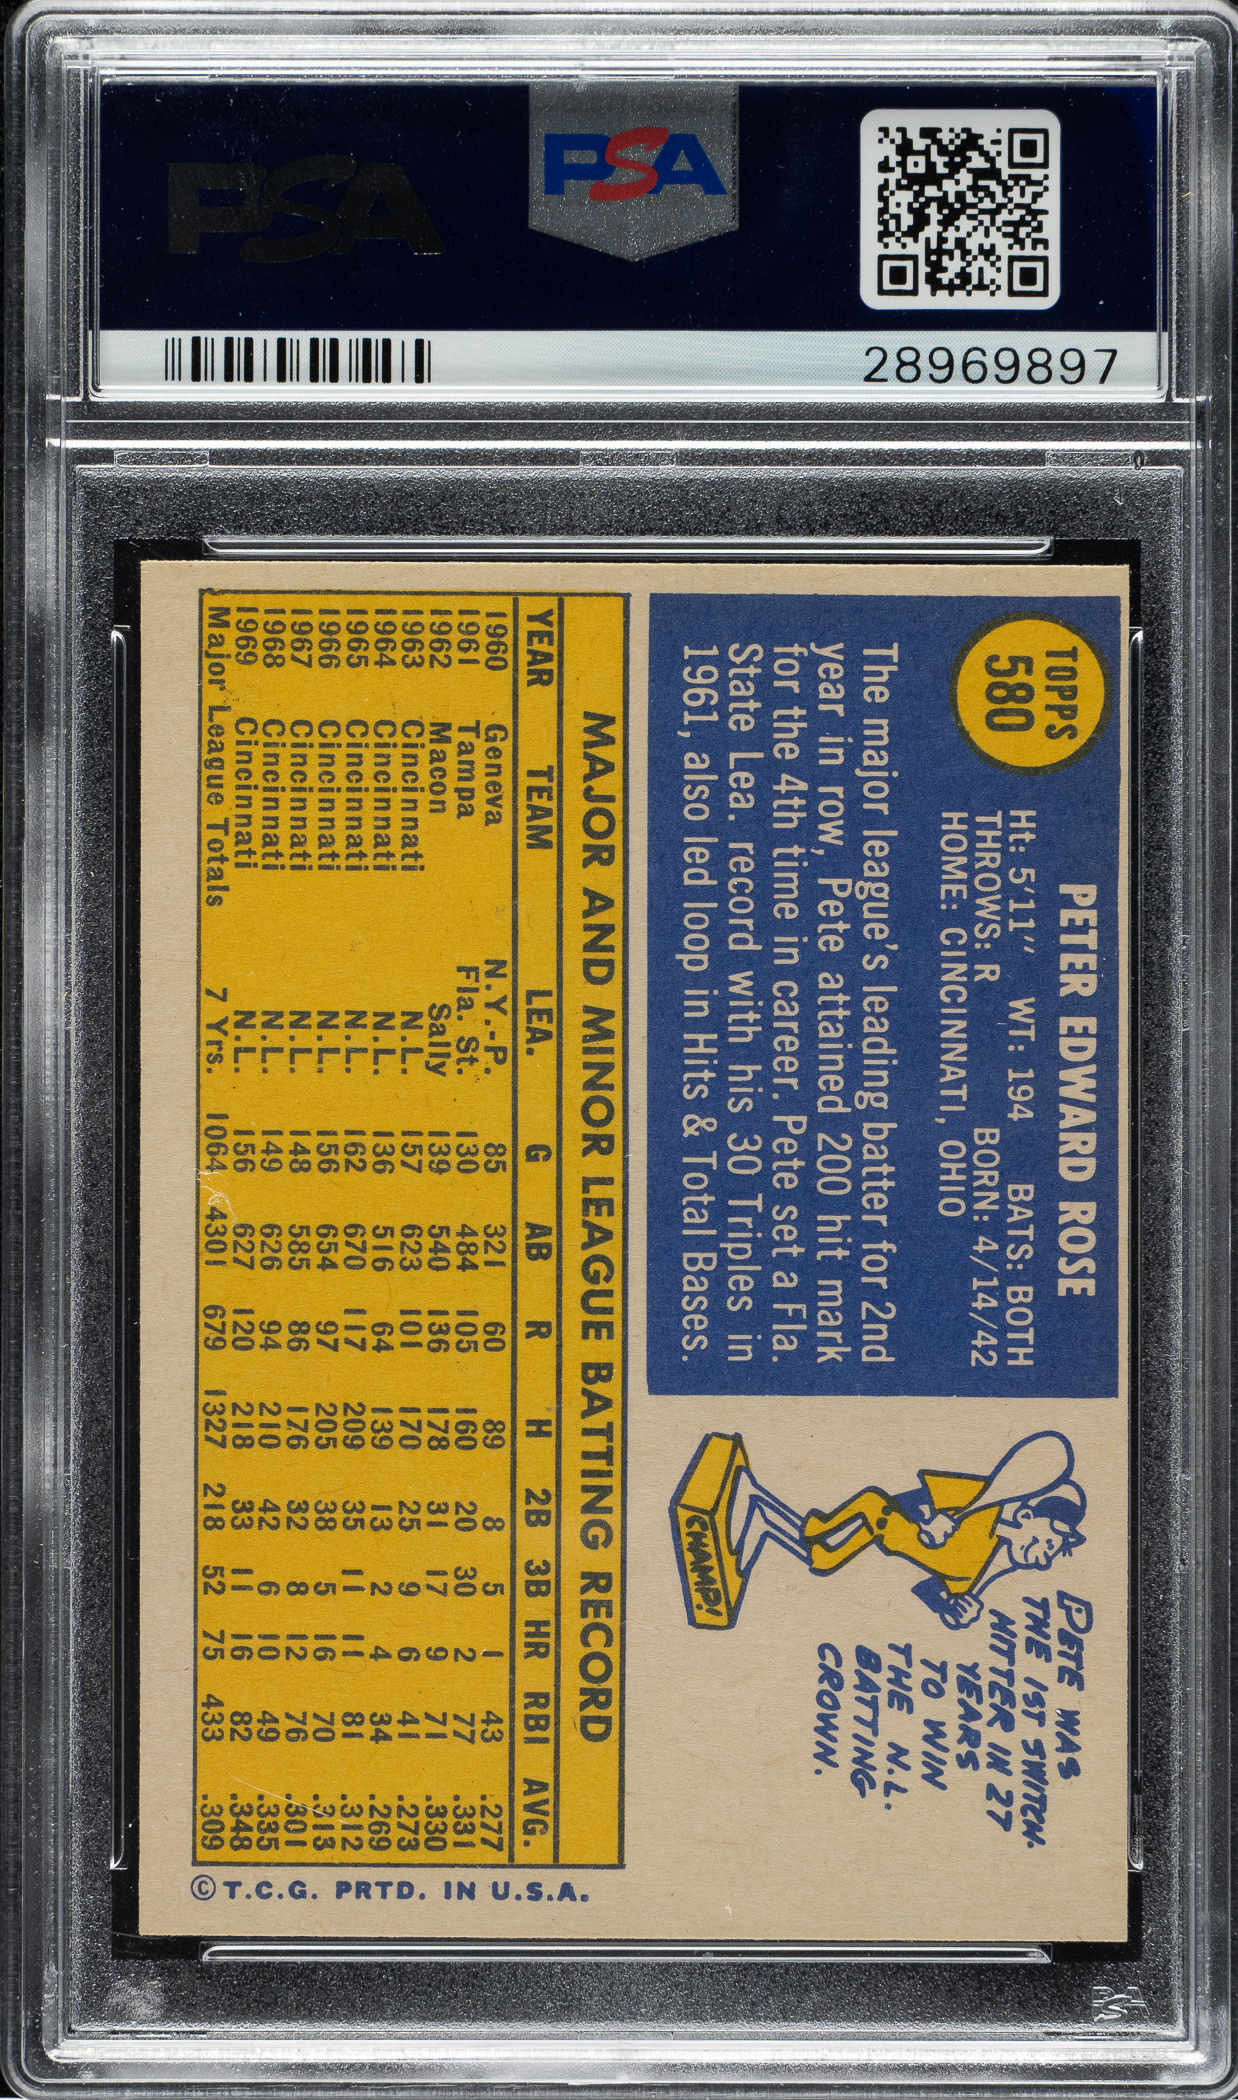 PSA
PSA
28969897
TOPPS
580
PETER EDWARD ROSE
Ht: 5'11" WT: 194 BATS: BOTH
THROWS: R BORN: 4/14/42
HOME: CINCINNATI, OHIO
The major league's leading batter for 2nd
year in row, Pete attained 200 hit mark
for the 4th time in career. Pete set a Fla.
State Lea. record with his 30 Triples in
1961, also led loop in Hits & Total Bases.
PETE WAS
THE 1ST SWITCH-
HITTER IN 27
YEARS
TO WIN
THE N.L.
BATTING
CROWN.
CHAMP!
MAJOR AND MINOR LEAGUE BATTING RECORD
YEAR TEAM LEA. G AB R H 2B 3B HR RBI AVG.
1960 Geneva N.Y.-P. 85 321 60 89 8 5 1 43 .277
1961 Tampa Fla. St. 130 484 105 160 20 30 2 77 .331
1962 Macon Sally 139 540 136 178 31 17 9 71 .330
1963 Cincinnati N.L. 157 623 101 170 25 9 6 41 .273
1964 Cincinnati N.L. 136 516 64 139 13 2 4 34 .269
1965 Cincinnati N.L. 162 670 117 209 35 11 11 81 .312
1966 Cincinnati N.L. 156 654 97 205 38 5 16 70 .313
1967 Cincinnati N.L. 148 585 86 176 32 8 12 76 .301
1968 Cincinnati N.L. 149 626 94 210 42 6 10 49 .335
1969 Cincinnati N.L. 156 627 120 218 33 11 16 82 .348
Major League Totals 7 Yrs. 1064 4301 679 1327 218 52 75 433 .309
© T.C.G. PRTD. IN U.S.A.
PSA